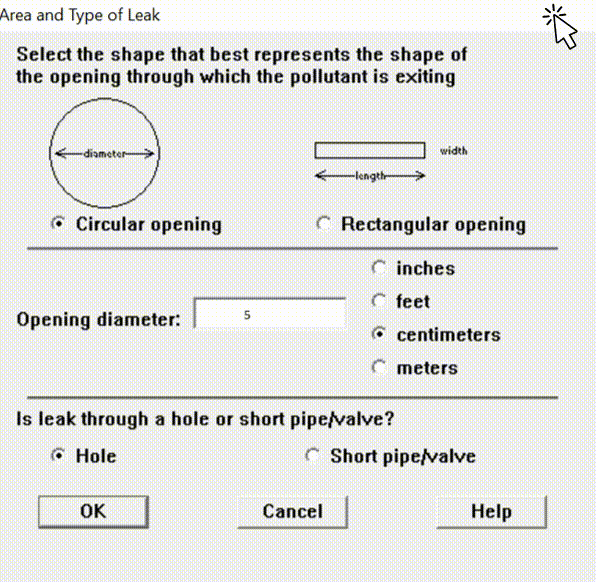 Area and Type of Leak
Select the shape that best represents the shape of
the opening through which the pollutant is exiting
diameter
width
length
Circular opening
Rectangular opening
inches
feet
Opening diameter: 5
centimeters
meters
Is leak through a hole or short pipe/valve?
Hole
Short pipe/valve
OK
Cancel
Help